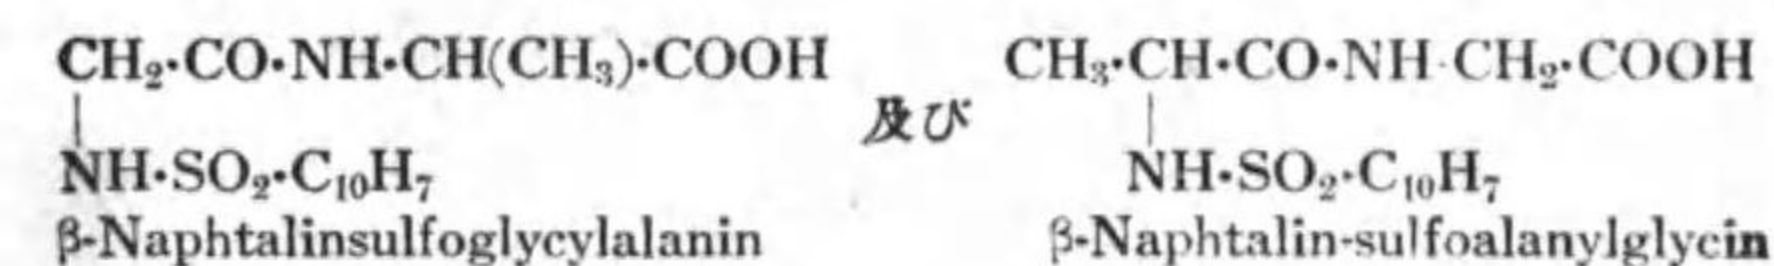 CH₂·CO·NH·CH(CH₃)·COOH
|
NH·SO₂·C₁₀H₇
β-Naphtalinsulfoglycylalanin
及び
CH₃·CH·CO·NH·CH₂·COOH
|
NH·SO₂·C₁₀H₇
β-Naphtalin-sulfoalanylglycin